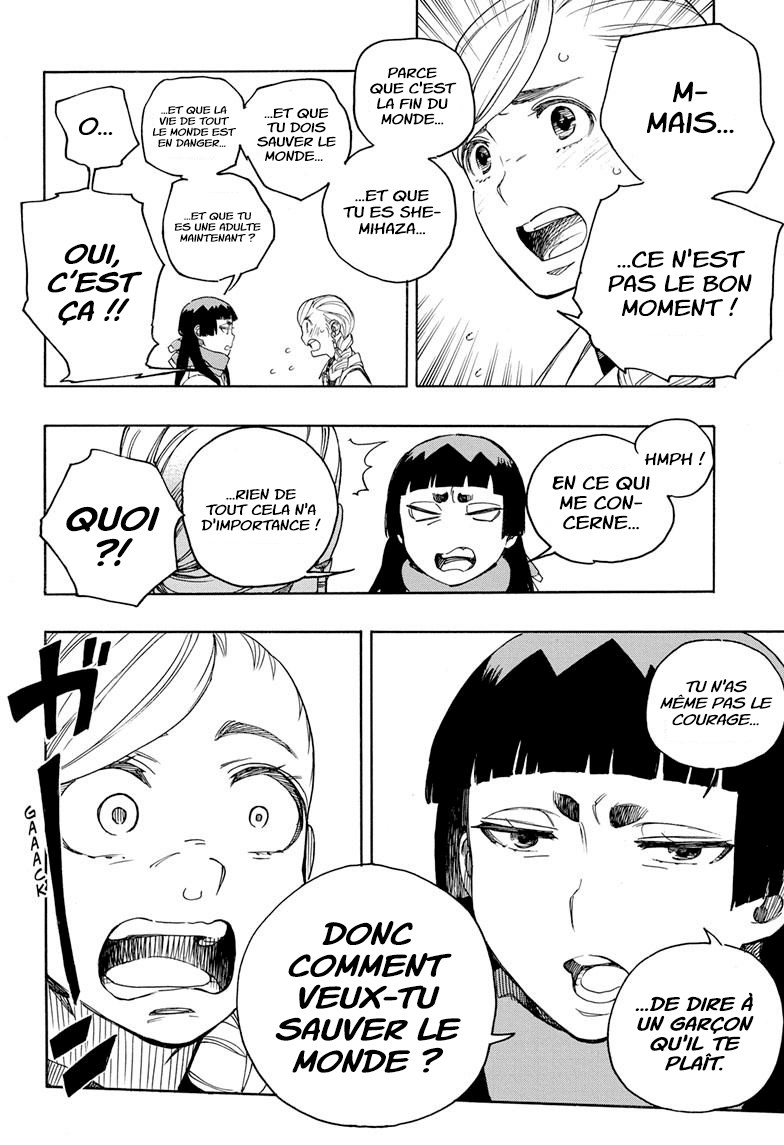 M-
MAIS...
...CE N'EST
PAS LE BON
MOMENT !
PARCE
QUE C'EST
LA FIN DU
MONDE...
...ET QUE
TU ES SHE-
MIHAZA...
...ET QUE
TU DOIS
SAUVER LE
MONDE...
...ET QUE LA
VIE DE TOUT
LE MONDE EST
EN DANGER...
...ET QUE TU
ES UNE ADULTE
MAINTENANT ?
O...
OUI,
C'EST
ÇA !!
HMPH !
EN CE QUI
ME CON-
CERNE...
...RIEN DE
TOUT CELA N'A
D'IMPORTANCE !
QUOI
?!
TU N'AS
MÊME PAS LE
COURAGE...
...DE DIRE À
UN GARÇON
QU'IL TE
PLAÎT.
DONC
COMMENT
VEUX-TU
SAUVER LE
MONDE ?
ガーン
GAAACK